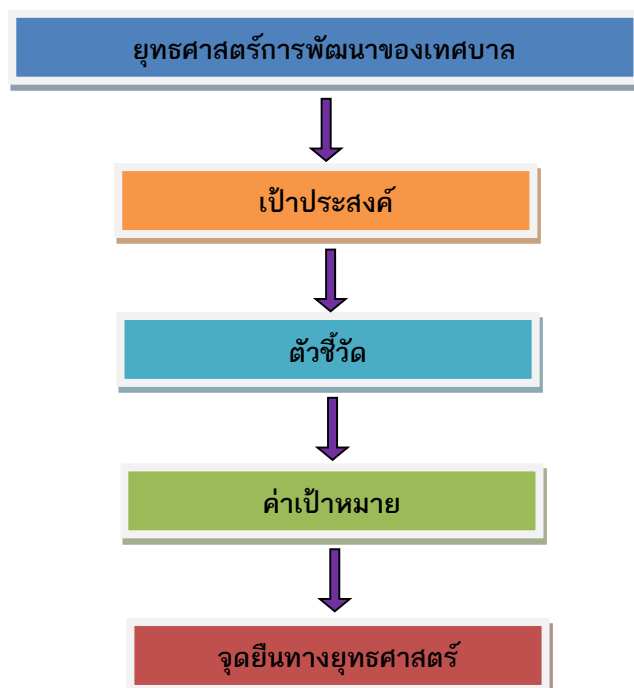 ยุทธศาสตร์การพัฒนาของเทศบาล
เป้าประสงค์
ตัวชี้วัด
ค่าเป้าหมาย
จุดยืนทางยุทธศาสตร์